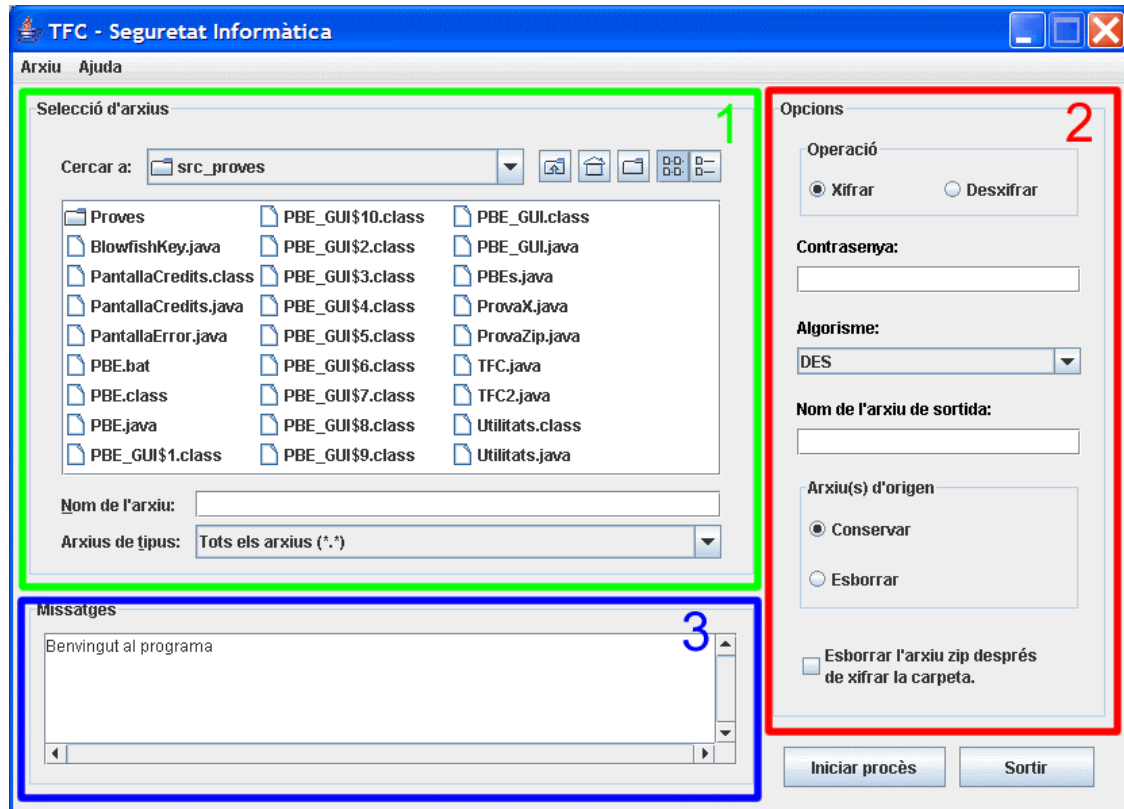 TFC - Seguretat Informàtica
Arxiu Ajuda
Selecció d'arxius
1
Cercar a: src_proves
Proves
BlowfishKey.java
PantallaCredits.class
PantallaCredits.java
PantallaError.java
PBE.bat
PBE.class
PBE.java
PBE_GUI$1.class
PBE_GUI$10.class
PBE_GUI$2.class
PBE_GUI$3.class
PBE_GUI$4.class
PBE_GUI$5.class
PBE_GUI$6.class
PBE_GUI$7.class
PBE_GUI$8.class
PBE_GUI$9.class
PBE_GUI.class
PBE_GUI.java
PBEs.java
ProvaX.java
ProvaZip.java
TFC.java
TFC2.java
Utilitats.class
Utilitats.java
Nom de l'arxiu:
Arxius de tipus: Tots els arxius (*.*)
Opcions
2
Operació
Xifrar Desxifrar
Contrasenya:
Algorisme:
DES
Nom de l'arxiu de sortida:
Arxiu(s) d'origen
Conservar
Esborrar
Esborrar l'arxiu zip després
de xifrar la carpeta.
Missatges
3
Benvingut al programa
Iniciar procès Sortir